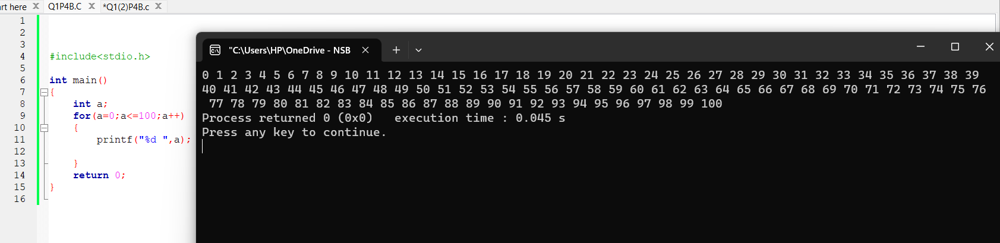 rt here X Q1P4B.C X *Q1(2)P4B.c X
1
2
3
4 #include<stdio.h>
5
6 int main()
7 {
8 int a;
9 for(a=0;a<=100;a++)
10 {
11 printf("%d ",a);
12
13 }
14 return 0;
15 }
16
"C:\Users\HP\OneDrive - NSB
0 1 2 3 4 5 6 7 8 9 10 11 12 13 14 15 16 17 18 19 20 21 22 23 24 25 26 27 28 29 30 31 32 33 34 35 36 37 38 39
40 41 42 43 44 45 46 47 48 49 50 51 52 53 54 55 56 57 58 59 60 61 62 63 64 65 66 67 68 69 70 71 72 73 74 75 76
77 78 79 80 81 82 83 84 85 86 87 88 89 90 91 92 93 94 95 96 97 98 99 100
Process returned 0 (0x0)   execution time : 0.045 s
Press any key to continue.